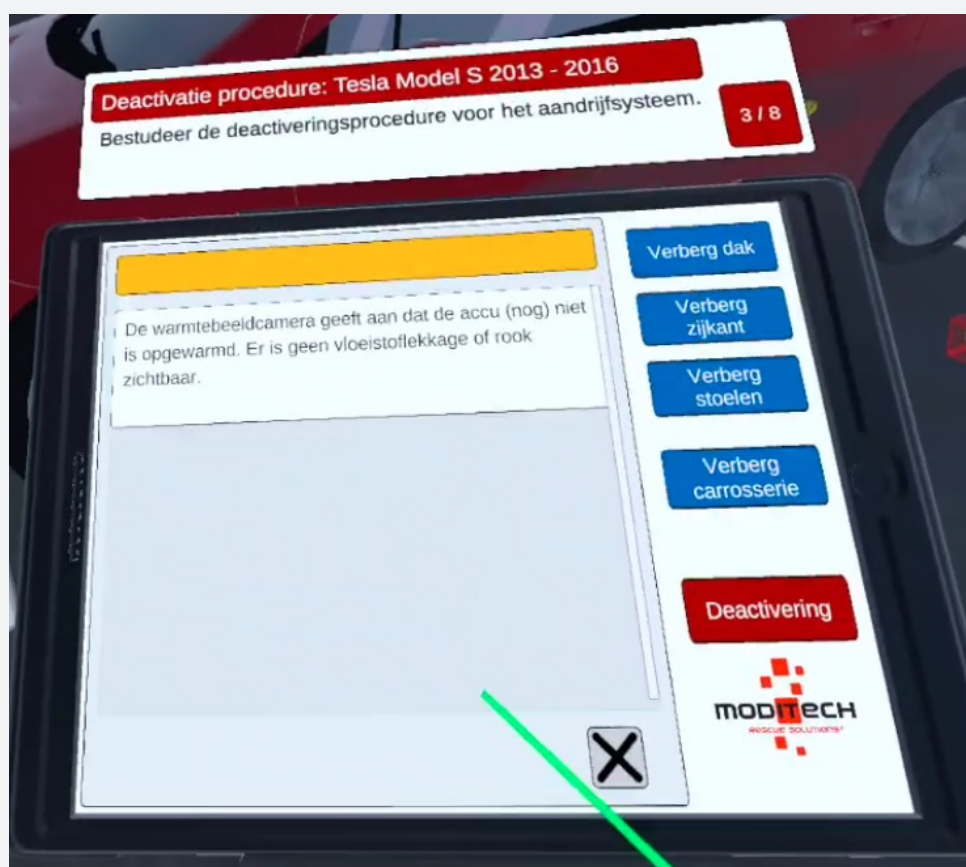 Deactivatie procedure: Tesla Model S 2013 - 2016
Bestudeer de deactiveringsprocedure voor het aandrijfsysteem.
3 / 8
De warmtebeeldcamera geeft aan dat de accu (nog) niet
is opgewarmd. Er is geen vloeistoflekkage of rook
zichtbaar.
Verberg dak
Verberg
zijkant
Verberg
stoelen
Verberg
carrosserie
Deactivering
MODITECH
RESCUE SOLUTIONS